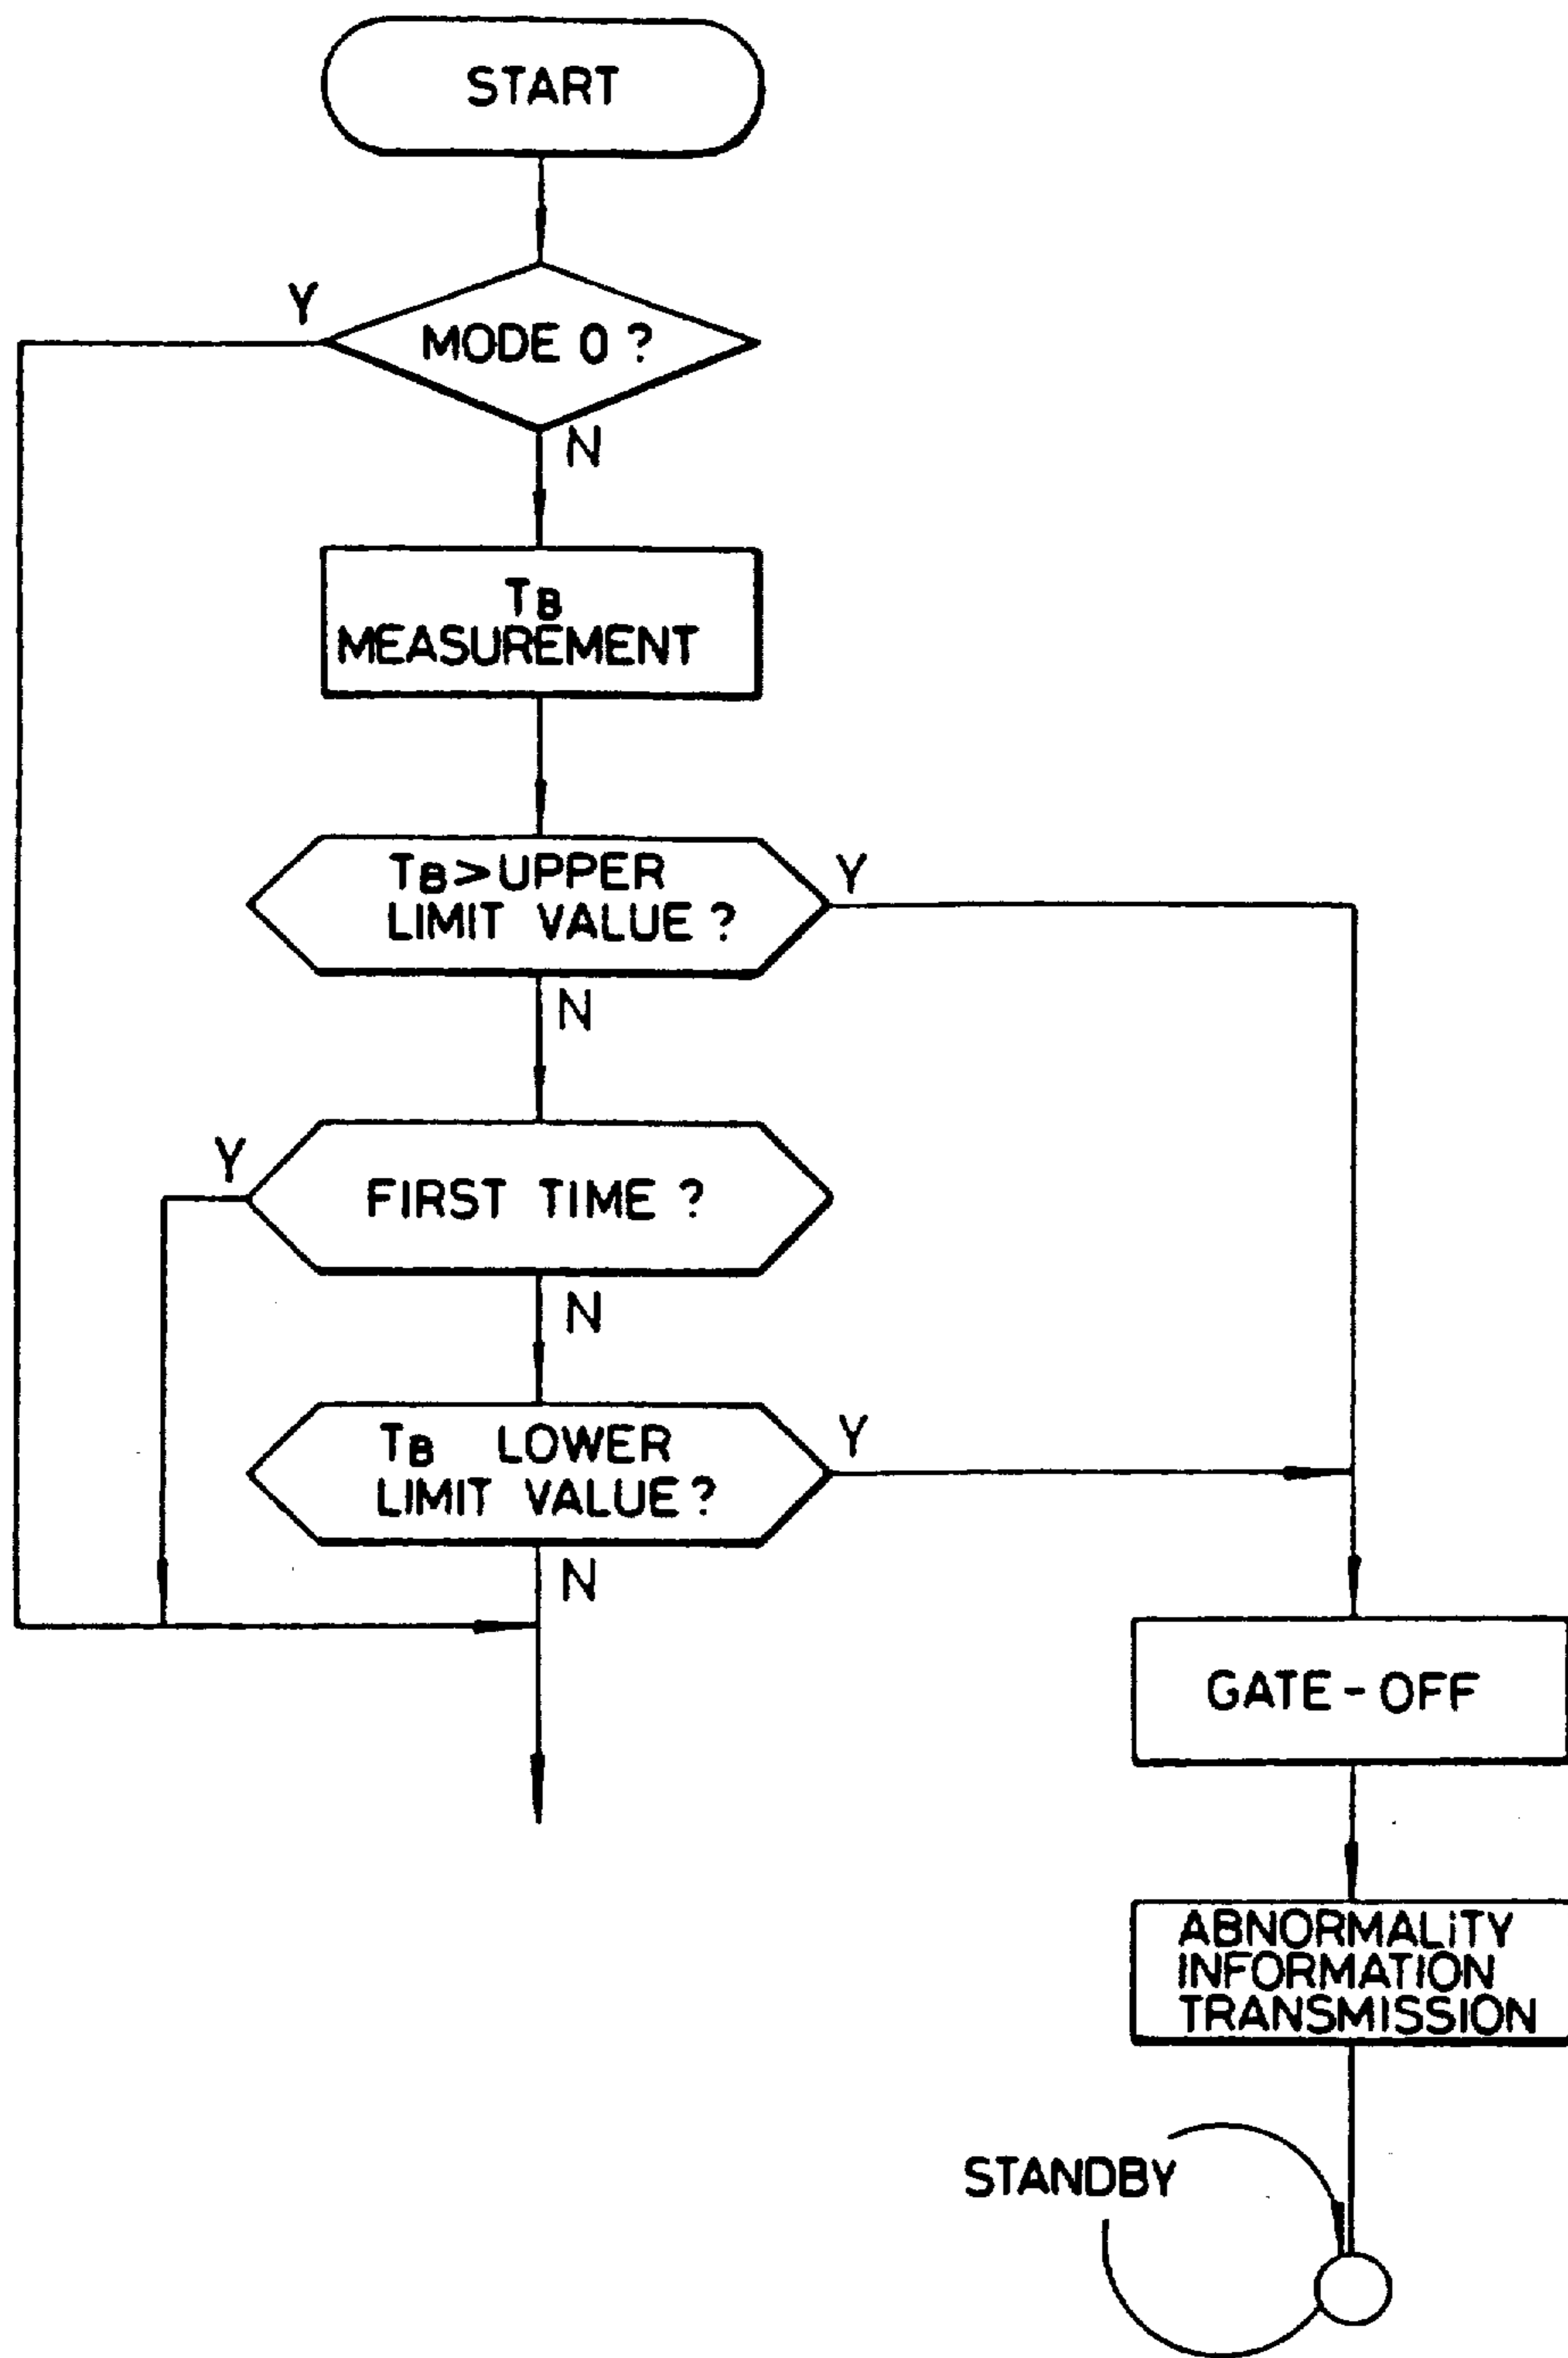 START
Y
MODE 0 ?
N
TB
MEASUREMENT
TB>UPPER
LIMIT VALUE ?
Y
N
Y
FIRST TIME ?
N
TB LOWER
LIMIT VALUE ?
Y
N
GATE-OFF
ABNORMALiTY
INFORMATION
TRANSMISSION
STANDBY